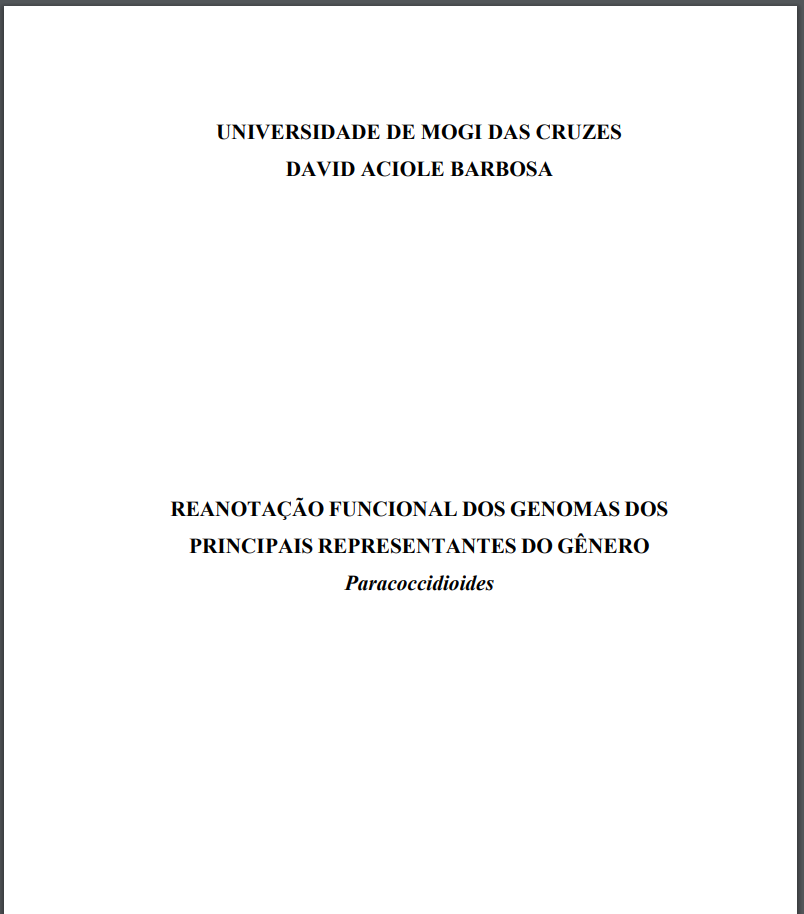 UNIVERSIDADE DE MOGI DAS CRUZES
DAVID ACIOLE BARBOSA
REANOTAÇÃO FUNCIONAL DOS GENOMAS DOS
PRINCIPAIS REPRESENTANTES DO GÊNERO
Paracoccidioides